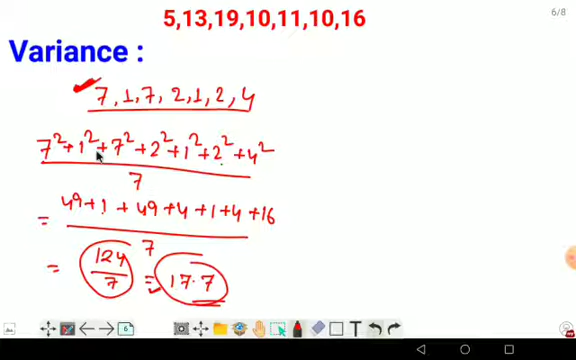 5,13,19,10,11,10,16
6/8
Variance :
7,1,7,2,1,2,4
7²+1²+7²+2²+1²+2²+4²
7
= 49+1+49+4+1+4+16
7
= 124/7 = 17.7
6
T